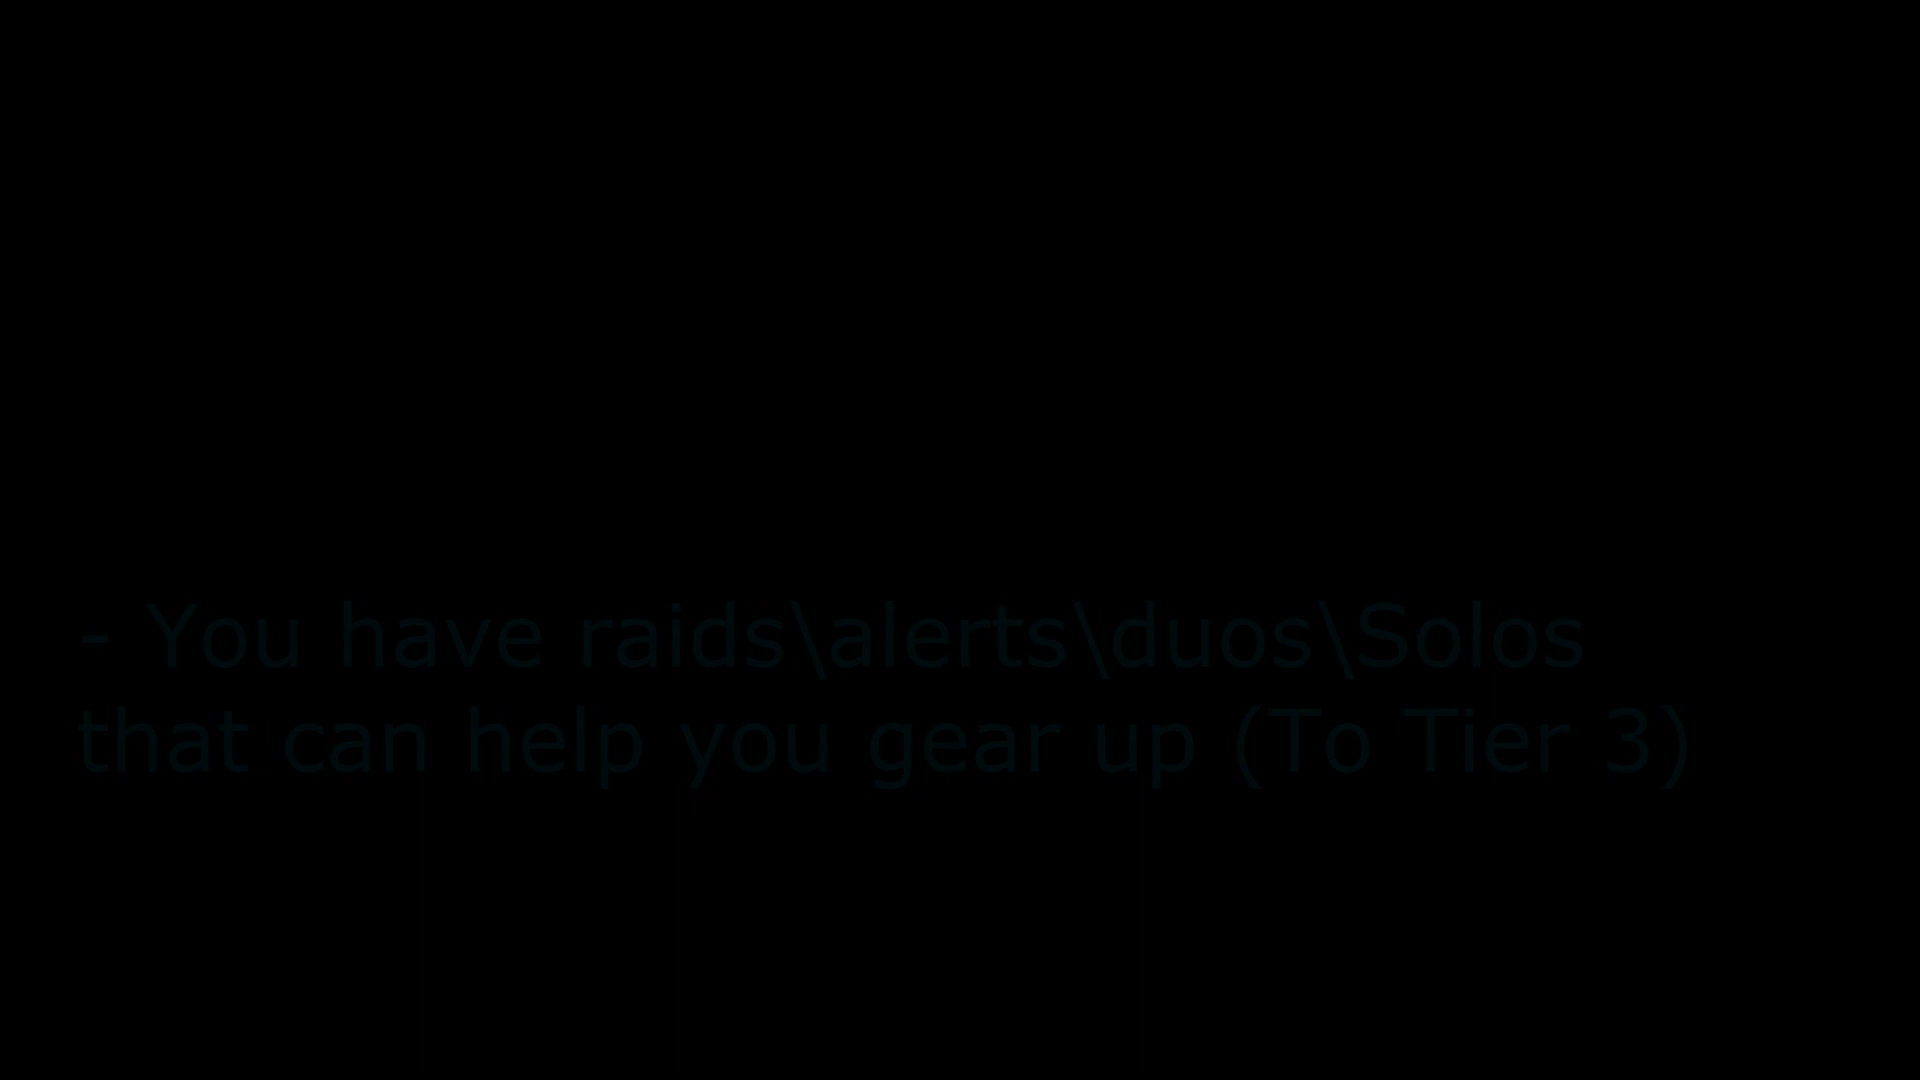 - You have raids\alerts\duos\Solos
that can help you gear up (To Tier 3)